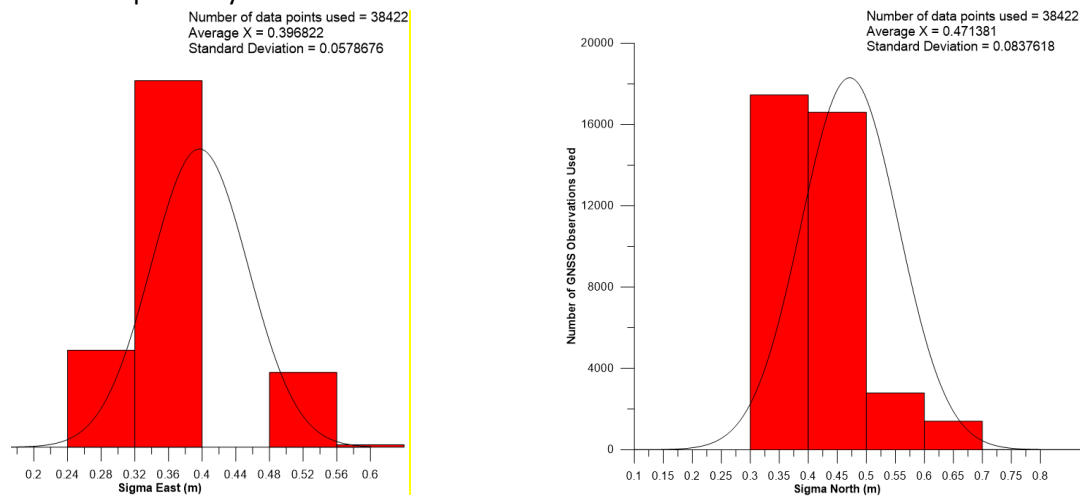 Number of data points used = 38422
Average X = 0.396822
Standard Deviation = 0.0578676
0.2 0.24 0.28 0.32 0.36 0.4 0.44 0.48 0.52 0.56 0.6
Sigma East (m)
Number of data points used = 38422
Average X = 0.471381
Standard Deviation = 0.0837618
20000
16000
12000
8000
4000
0
Number of GNSS Observations Used
0.1 0.15 0.2 0.25 0.3 0.35 0.4 0.45 0.5 0.55 0.6 0.65 0.7 0.75 0.8
Sigma North (m)